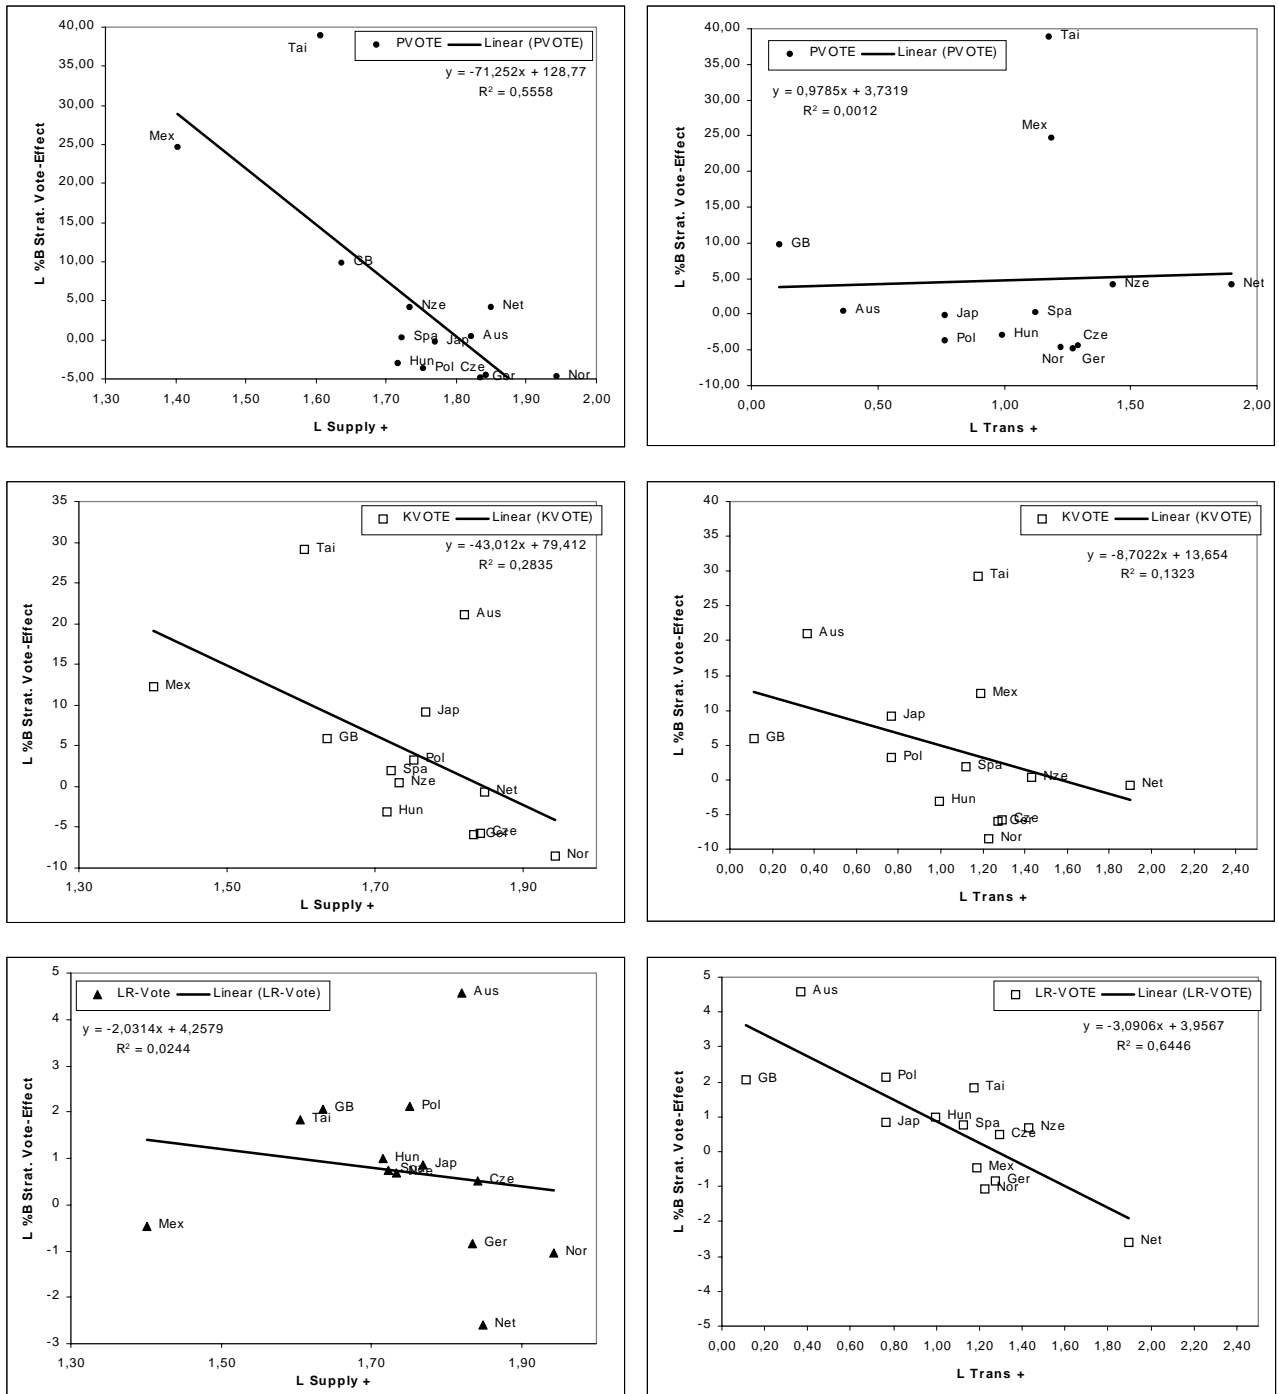 40,00
35,00
30,00
25,00
20,00
15,00
10,00
5,00
0,00
-5,00
L %B Strat. Vote-Effect
PVOTE Linear (PVOTE)
y = -71,252x + 128,77
R² = 0,5558
Tai
Mex
GB
Nze
Net
Spa
Jap
Aus
Hun
Pol
Cze
Ger
Nor
1,30 1,40 1,50 1,60 1,70 1,80 1,90 2,00
L Supply +
40,00
35,00
30,00
25,00
20,00
15,00
10,00
5,00
0,00
-5,00
-10,00
L %B Strat. Vote-Effect
PVOTE Linear (PVOTE)
y = 0,9785x + 3,7319
R² = 0,0012
Tai
Mex
GB
Nze
Net
Aus
Jap
Spa
Pol
Hun
Cze
Nor
Ger
0,00 0,50 1,00 1,50 2,00
L Trans +
35
30
25
20
15
10
5
0
-5
-10
L %B Strat. Vote-Effect
KVOTE Linear (KVOTE)
y = -43,012x + 79,412
R² = 0,2835
Tai
Aus
Mex
Jap
GB
Pol
Spa
Nze
Net
Hun
Ger
Cze
Nor
1,30 1,50 1,70 1,90
L Supply +
40
35
30
25
20
15
10
5
0
-5
-10
L %B Strat. Vote-Effect
KVOTE Linear (KVOTE)
y = -8,7022x + 13,654
R² = 0,1323
Tai
Aus
Mex
Jap
GB
Pol
Spa
Nze
Net
Hun
Ger
Cze
Nor
0,00 0,20 0,40 0,60 0,80 1,00 1,20 1,40 1,60 1,80 2,00 2,20 2,40
L Trans +
5
4
3
2
1
0
-1
-2
-3
L %B Strat. Vote-Effect
LR-Vote Linear (LR-Vote)
y = -2,0314x + 4,2579
R² = 0,0244
Aus
GB
Pol
Tai
Hun
Jap
Spa
Nze
Cze
Mex
Ger
Nor
Net
1,30 1,50 1,70 1,90
L Supply +
5
4
3
2
1
0
-1
-2
-3
-4
-5
L %B Strat. Vote-Effect
LR-VOTE Linear (LR-VOTE)
y = -3,0906x + 3,9567
R² = 0,6446
Aus
GB
Pol
Tai
Jap
Hun
Spa
Nze
Cze
Mex
Ger
Nor
Net
0,00 0,20 0,40 0,60 0,80 1,00 1,20 1,40 1,60 1,80 2,00 2,20 2,40
L Trans +